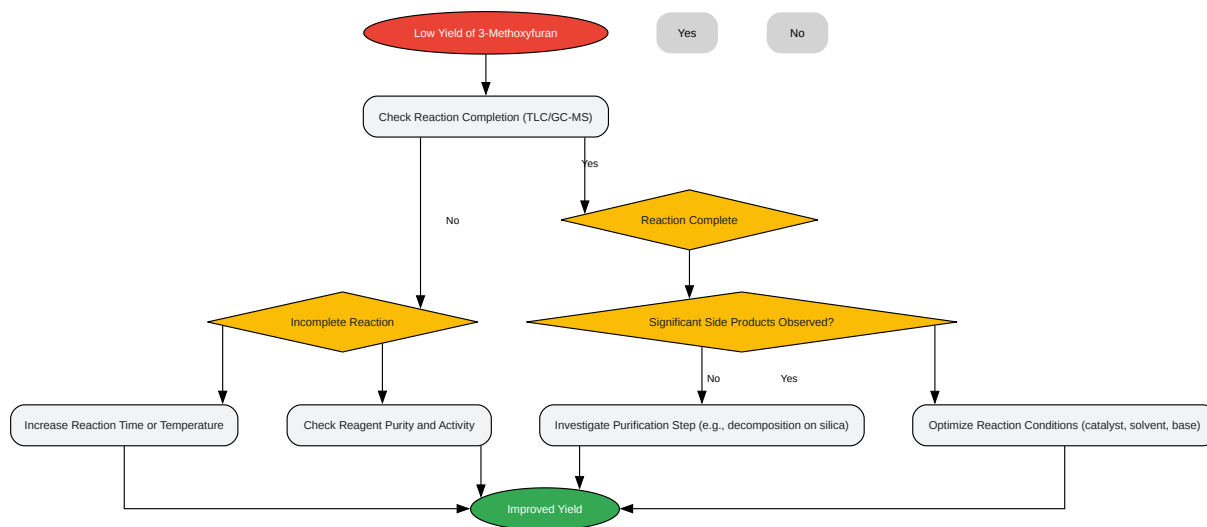 Low Yield of 3-Methoxyfuran
Yes
No
Check Reaction Completion (TLC/GC-MS)
Yes
No
Reaction Complete
Incomplete Reaction
Significant Side Products Observed?
No
Yes
Increase Reaction Time or Temperature
Check Reagent Purity and Activity
Investigate Purification Step (e.g., decomposition on silica)
Optimize Reaction Conditions (catalyst, solvent, base)
Improved Yield